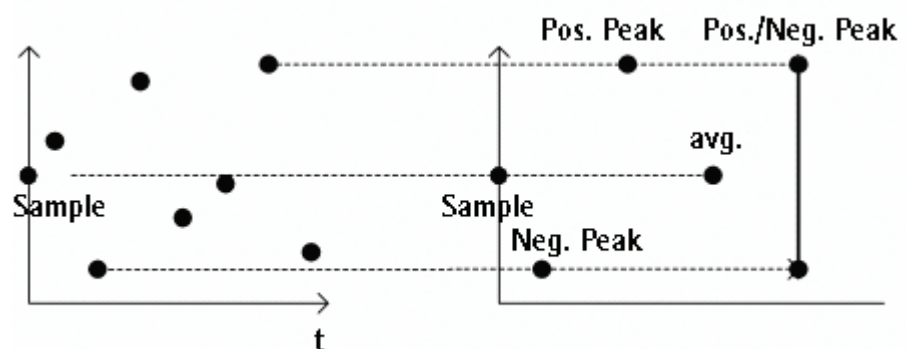 Pos. Peak Pos./Neg. Peak
avg.
Sample Sample
Neg. Peak
t